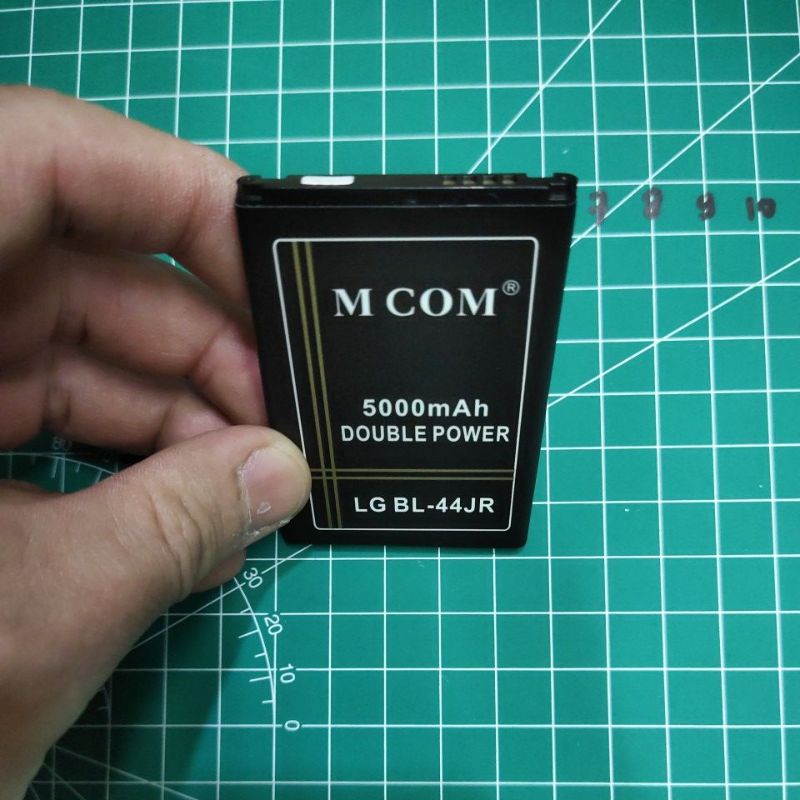 M COM®
5000mAh
DOUBLE POWER
LG BL-44JR
7 8 9 10
30
20
10
0